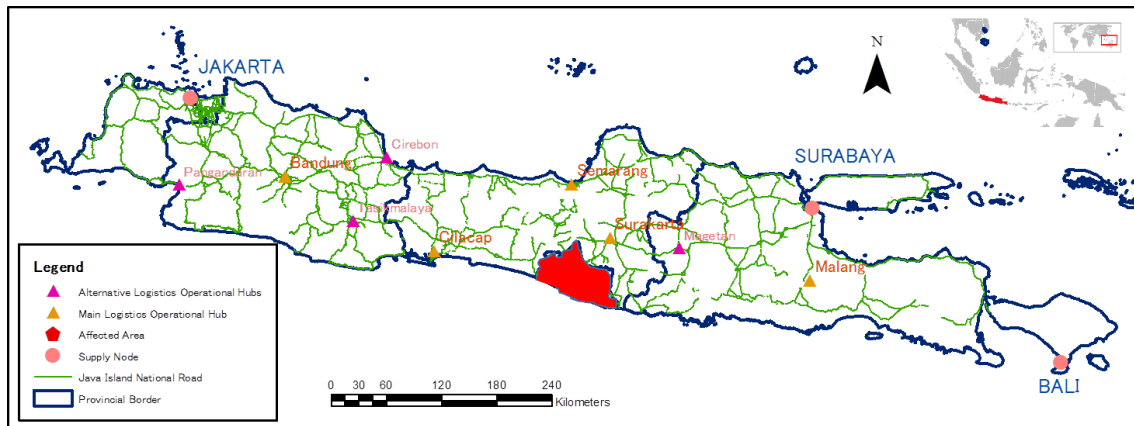 N
JAKARTA
Cirebon
Bandung
Pangandaran
Semarang
SURABAYA
Tasikmalaya
Surakarta
Magetan
Cilacap
Malang
BALI
Legend
Alternative Logistics Operational Hubs
Main Logistics Operational Hub
Affected Area
Supply Node
Java Island National Road
Provincial Border
0 30 60 120 180 240
Kilometers